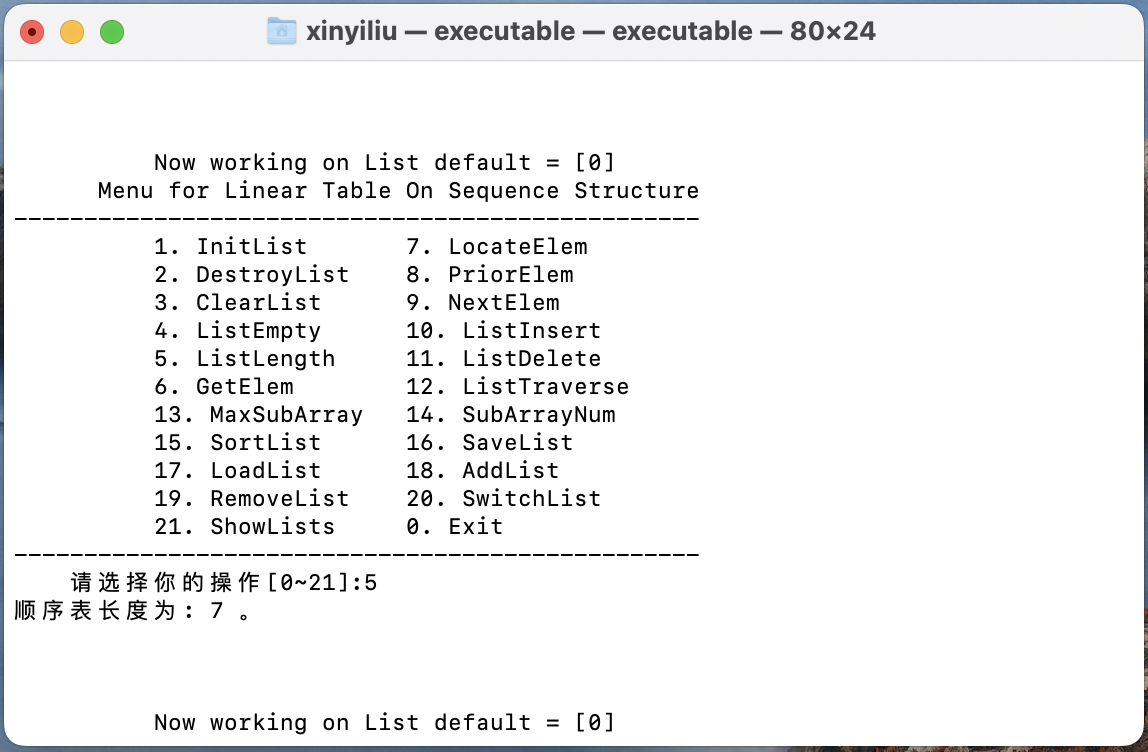 xinyiliu — executable — executable — 80×24
Now working on List default = [0]
Menu for Linear Table On Sequence Structure
-------------------------------------------------
1. InitList 7. LocateElem
2. DestroyList 8. PriorElem
3. ClearList 9. NextElem
4. ListEmpty 10. ListInsert
5. ListLength 11. ListDelete
6. GetElem 12. ListTraverse
13. MaxSubArray 14. SubArrayNum
15. SortList 16. SaveList
17. LoadList 18. AddList
19. RemoveList 20. SwitchList
21. ShowLists 0. Exit
-------------------------------------------------
请选择你的操作[0~21]:5
顺序表长度为: 7 。
Now working on List default = [0]